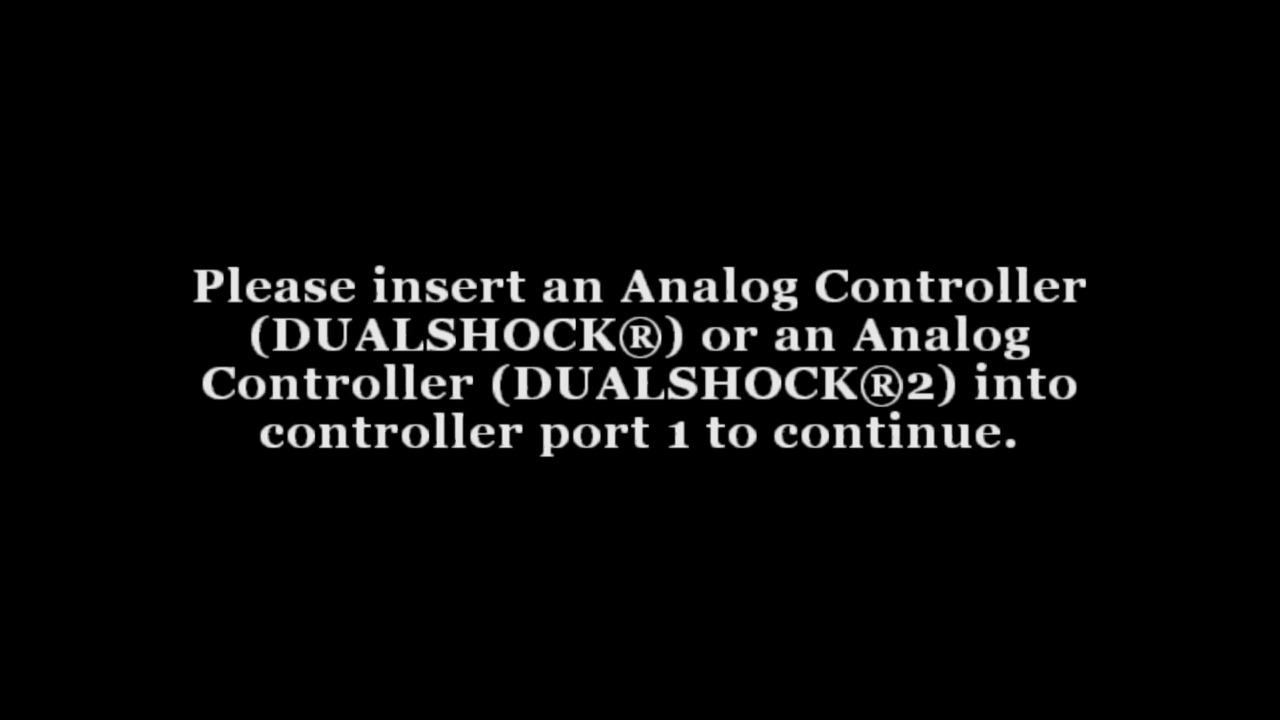 Please insert an Analog Controller
(DUALSHOCK®) or an Analog
Controller (DUALSHOCK®2) into
controller port 1 to continue.